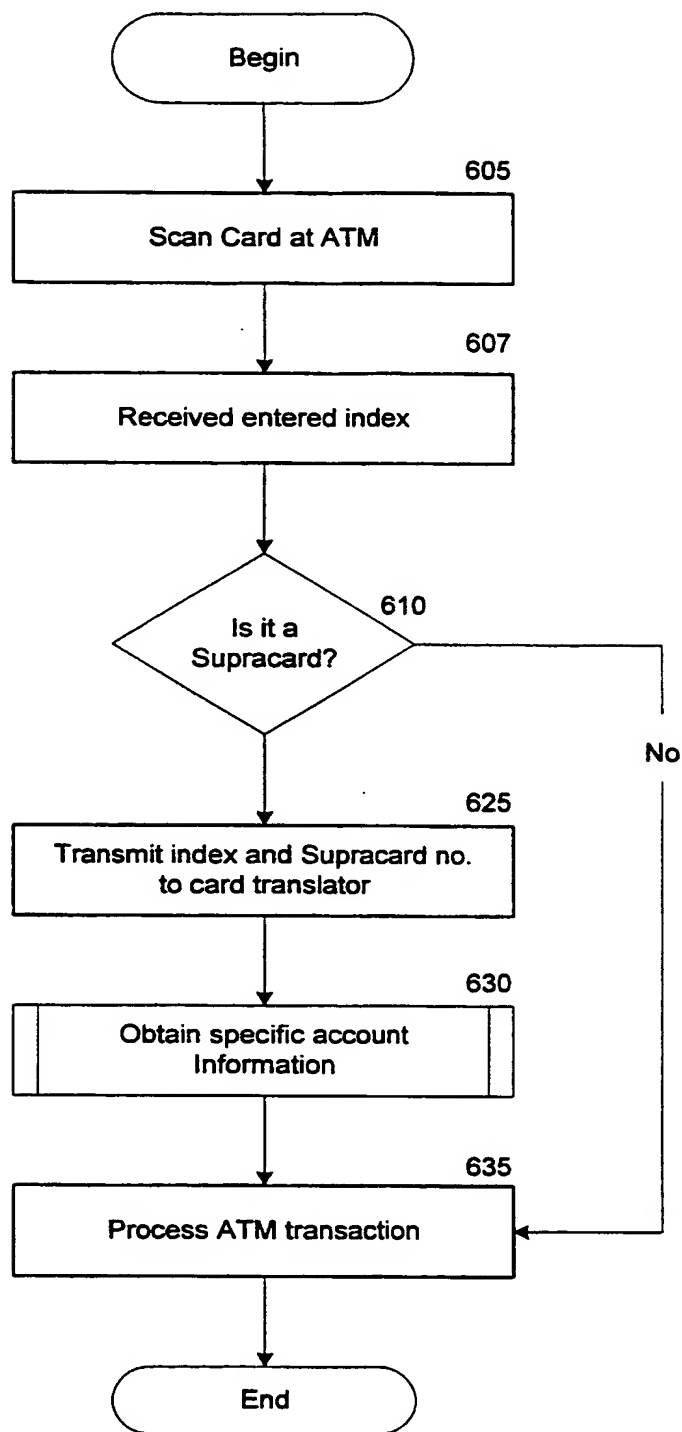 Begin
605
Scan Card at ATM
607
Received entered index
610
Is it a
Supracard?
No
625
Transmit index and Supracard no.
to card translator
630
Obtain specific account
Information
635
Process ATM transaction
End